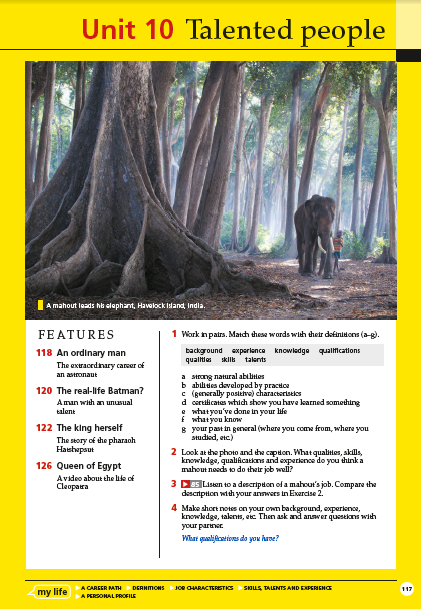 Unit 10 Talented people
A mahout leads his elephant, Havelock Island, India.
FEATURES
118 An ordinary man
The extraordinary career of
an astronaut
120 The real-life Batman?
A man with an unusual
talent
122 The king herself
The story of the pharaoh
Hatshepsut
126 Queen of Egypt
A video about the life of
Cleopatra
1 Work in pairs. Match these words with their definitions (a–g).
background experience knowledge qualifications
qualities skills talents
a strong natural abilities
b abilities developed by practice
c (generally positive) characteristics
d certificates which show you have learned something
e what you've done in your life
f what you know
g your past in general (where you come from, where you
studied, etc.)
2 Look at the photo and the caption. What qualities, skills,
knowledge, qualifications and experience do you think a
mahout needs to do their job well?
3 85 Listen to a description of a mahout's job. Compare the
description with your answers in Exercise 2.
4 Make short notes on your own background, experience,
knowledge, talents, etc. Then ask and answer questions with
your partner.
What qualifications do you have?
my life
A CAREER PATH DEFINITIONS JOB CHARACTERISTICS SKILLS, TALENTS AND EXPERIENCE
A PERSONAL PROFILE
117